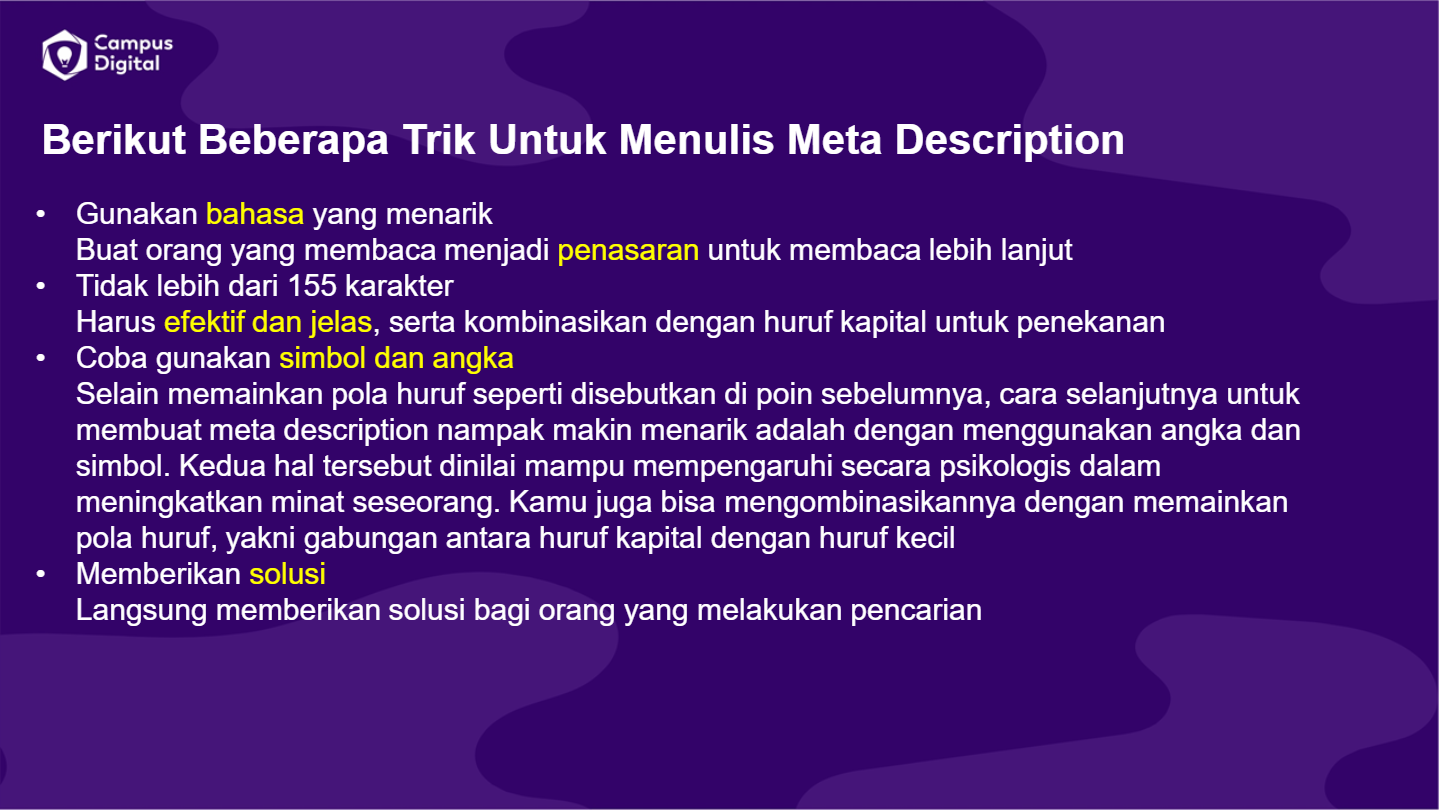 Campus
Digital
Berikut Beberapa Trik Untuk Menulis Meta Description
• Gunakan bahasa yang menarik
Buat orang yang membaca menjadi penasaran untuk membaca lebih lanjut
• Tidak lebih dari 155 karakter
Harus efektif dan jelas, serta kombinasikan dengan huruf kapital untuk penekanan
• Coba gunakan simbol dan angka
Selain memainkan pola huruf seperti disebutkan di poin sebelumnya, cara selanjutnya untuk
membuat meta description nampak makin menarik adalah dengan menggunakan angka dan
simbol. Kedua hal tersebut dinilai mampu mempengaruhi secara psikologis dalam
meningkatkan minat seseorang. Kamu juga bisa mengombinasikannya dengan memainkan
pola huruf, yakni gabungan antara huruf kapital dengan huruf kecil
• Memberikan solusi
Langsung memberikan solusi bagi orang yang melakukan pencarian